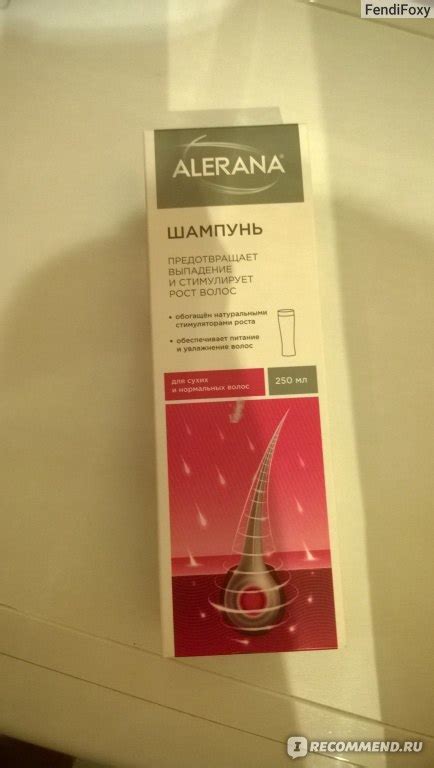 FendiFoxy
ALERANA®
ШАМПУНЬ
ПРЕДОТВРАЩАЕТ
ВЫПАДЕНИЕ
И СТИМУЛИРУЕТ
РОСТ ВОЛОС
• обогащён натуральными
стимуляторами роста
• обеспечивает питание
и увлажнение волос
для сухих
и нормальных волос
250 мл
IRECOMMEND.RU